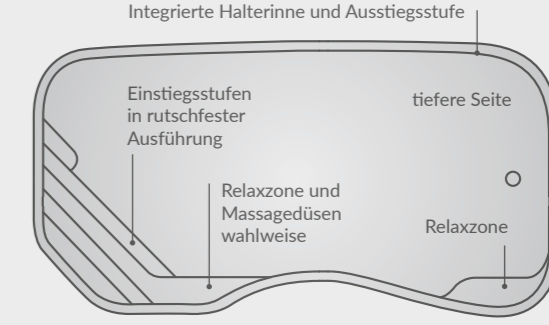 Integrierte Halterinne und Ausstiegsstufe
Einstiegsstufen
in rutschfester
Ausführung
tiefere Seite
Relaxzone und
Massagedüsen
wahlweise
Relaxzone